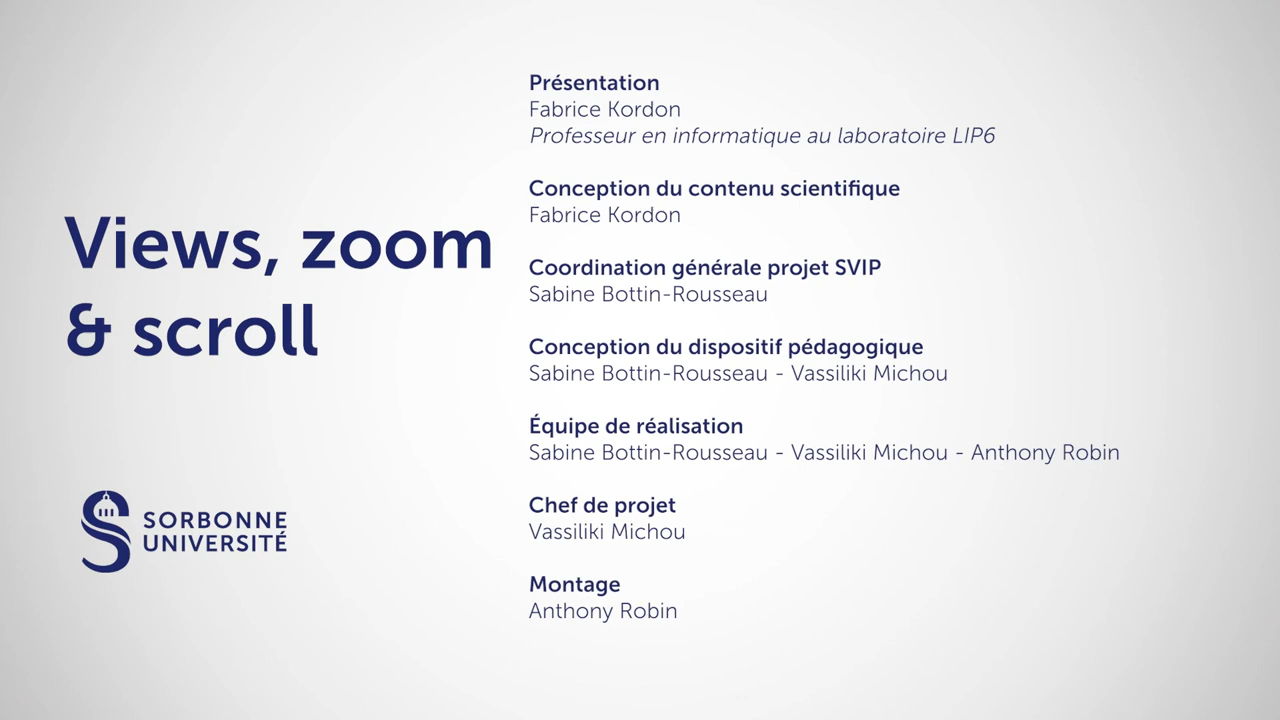 Views, zoom
& scroll
SORBONNE
UNIVERSITÉ
Présentation
Fabrice Kordon
Professeur en informatique au laboratoire LIP6
Conception du contenu scientifique
Fabrice Kordon
Coordination générale projet SVIP
Sabine Bottin-Rousseau
Conception du dispositif pédagogique
Sabine Bottin-Rousseau - Vassiliki Michou
Équipe de réalisation
Sabine Bottin-Rousseau - Vassiliki Michou - Anthony Robin
Chef de projet
Vassiliki Michou
Montage
Anthony Robin